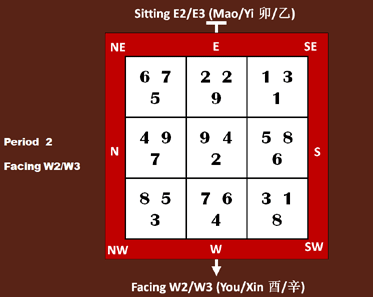 Sitting E2/E3 (Mao/Yi 卯/乙)
NE E SE
6 7 2 2 1 3
5 9 1
Period 2
N 4 9 9 4 5 8 S
7 2 6
Facing W2/W3
8 5 7 6 3 1
3 4 8
NW W SW
Facing W2/W3 (You/Xin 酉/辛)